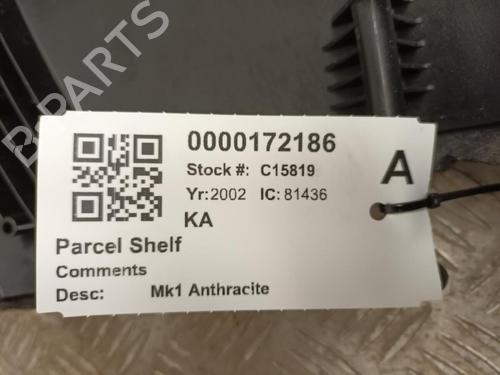 0000172186
Stock #: C15819
Yr:2002 IC:81436
KA
A
Parcel Shelf
Comments
Desc: Mk1 Anthracite
B-PARTS